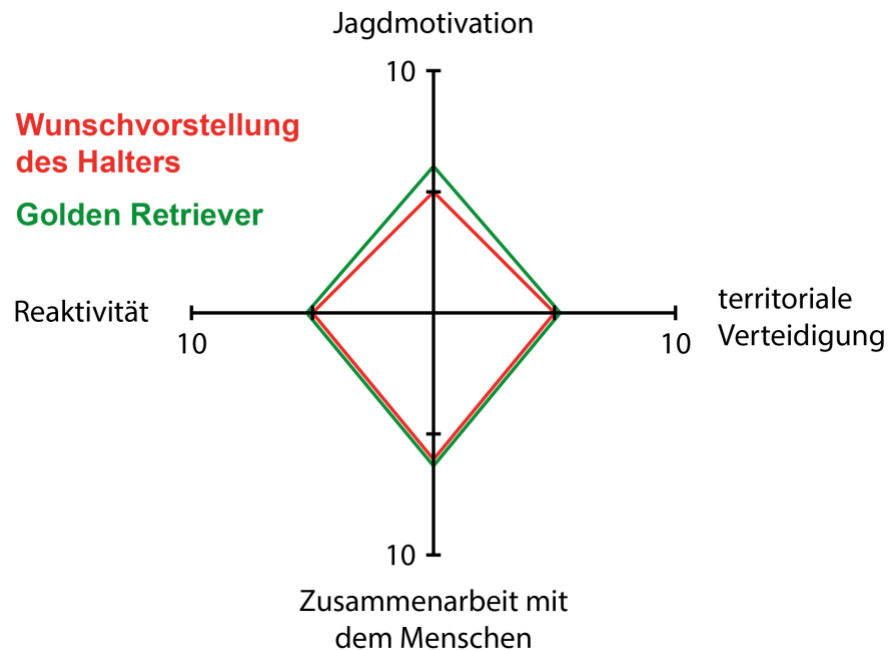 Jagdmotivation
10
Wunschvorstellung
des Halters
Golden Retriever
Reaktivität
10
territoriale
Verteidigung
10
10
Zusammenarbeit mit
dem Menschen